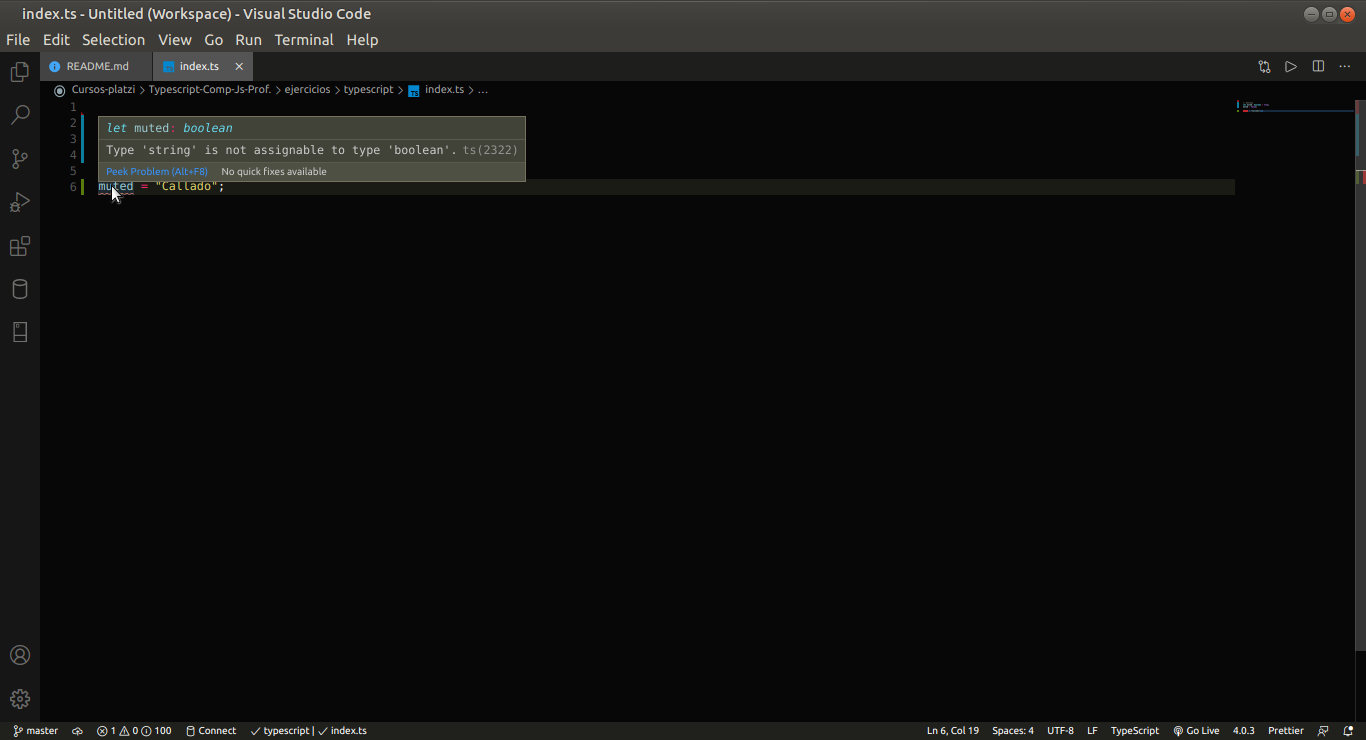 index.ts - Untitled (Workspace) - Visual Studio Code
File Edit Selection View Go Run Terminal Help
README.md index.ts
Cursos-platzi > Typescript-Comp-Js-Prof. > ejercicios > typescript > TS index.ts > ...
1
2
let muted: boolean
3
Type 'string' is not assignable to type 'boolean'. ts(2322)
4
5 Peek Problem (Alt+F8) No quick fixes available
6 muted = "Callado";
master 1 0 100 Connect typescript | index.ts Ln 6, Col 19 Spaces: 4 UTF-8 LF TypeScript Go Live 4.0.3 Prettier